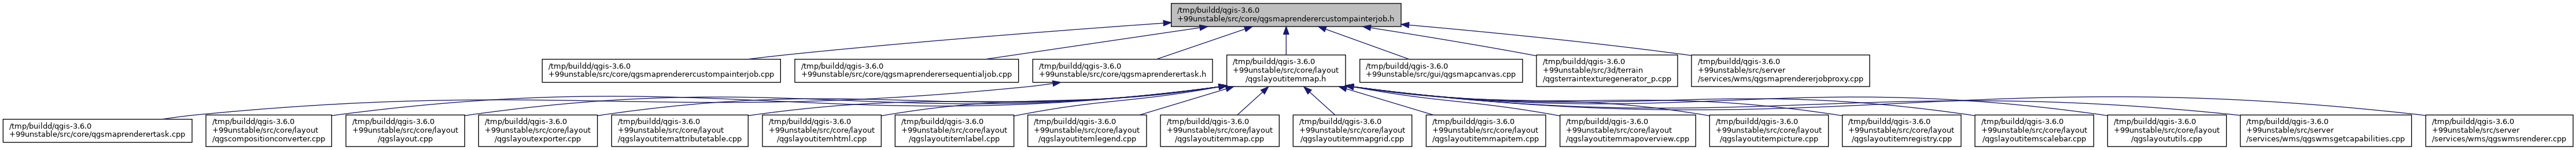 /tmp/buildd/qgis-3.6.0
+99unstable/src/core/qgsmaprenderercustompainterjob.h
/tmp/buildd/qgis-3.6.0
+99unstable/src/core/qgsmaprenderercustompainterjob.cpp
/tmp/buildd/qgis-3.6.0
+99unstable/src/core/qgsmaprenderersequentialjob.cpp
/tmp/buildd/qgis-3.6.0
+99unstable/src/core/qgsmaprenderertask.h
/tmp/buildd/qgis-3.6.0
+99unstable/src/core/layout
/qgslayoutitemmap.h
/tmp/buildd/qgis-3.6.0
+99unstable/src/gui/qgsmapcanvas.cpp
/tmp/buildd/qgis-3.6.0
+99unstable/src/3d/terrain
/qgsterraintexturegenerator_p.cpp
/tmp/buildd/qgis-3.6.0
+99unstable/src/server
/services/wms/qgsmaprendererjobproxy.cpp
/tmp/buildd/qgis-3.6.0
+99unstable/src/core/qgsmaprenderertask.cpp
/tmp/buildd/qgis-3.6.0
+99unstable/src/core/layout
/qgscompositionconverter.cpp
/tmp/buildd/qgis-3.6.0
+99unstable/src/core/layout
/qgslayout.cpp
/tmp/buildd/qgis-3.6.0
+99unstable/src/core/layout
/qgslayoutexporter.cpp
/tmp/buildd/qgis-3.6.0
+99unstable/src/core/layout
/qgslayoutitemattributetable.cpp
/tmp/buildd/qgis-3.6.0
+99unstable/src/core/layout
/qgslayoutitemhtml.cpp
/tmp/buildd/qgis-3.6.0
+99unstable/src/core/layout
/qgslayoutitemlabel.cpp
/tmp/buildd/qgis-3.6.0
+99unstable/src/core/layout
/qgslayoutitemlegend.cpp
/tmp/buildd/qgis-3.6.0
+99unstable/src/core/layout
/qgslayoutitemmap.cpp
/tmp/buildd/qgis-3.6.0
+99unstable/src/core/layout
/qgslayoutitemmapgrid.cpp
/tmp/buildd/qgis-3.6.0
+99unstable/src/core/layout
/qgslayoutitemmapitem.cpp
/tmp/buildd/qgis-3.6.0
+99unstable/src/core/layout
/qgslayoutitemmapoverview.cpp
/tmp/buildd/qgis-3.6.0
+99unstable/src/core/layout
/qgslayoutitempicture.cpp
/tmp/buildd/qgis-3.6.0
+99unstable/src/core/layout
/qgslayoutitemregistry.cpp
/tmp/buildd/qgis-3.6.0
+99unstable/src/core/layout
/qgslayoutitemscalebar.cpp
/tmp/buildd/qgis-3.6.0
+99unstable/src/core/layout
/qgslayoututils.cpp
/tmp/buildd/qgis-3.6.0
+99unstable/src/server
/services/wms/qgswmsgetcapabilities.cpp
/tmp/buildd/qgis-3.6.0
+99unstable/src/server
/services/wms/qgswmsrenderer.cpp